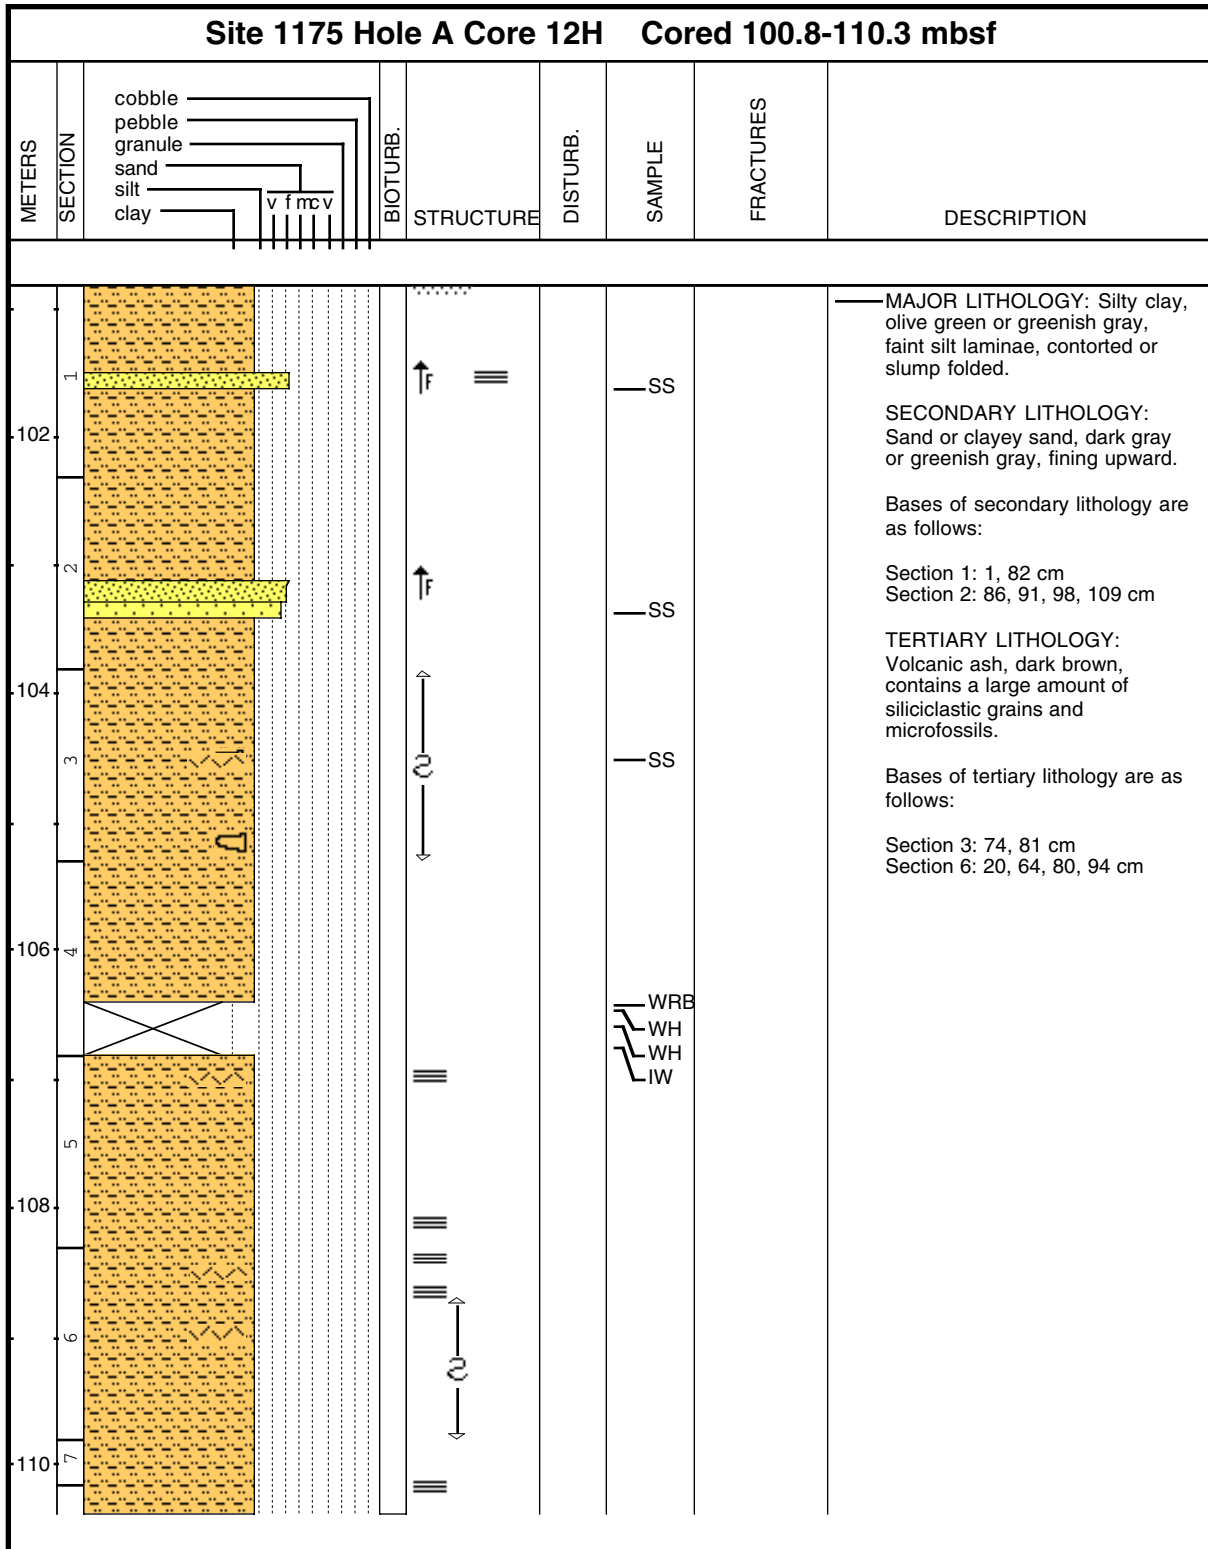 Site 1175 Hole A Core 12H Cored 100.8-110.3 mbsf
METERS
SECTION
cobble
pebble
granule
sand
silt
v f m c v
clay
BIOTURB.
STRUCTURE
DISTURB.
SAMPLE
FRACTURES
DESCRIPTION
102
104
106
108
110
1
2
3
4
5
6
7
F
F
SS
SS
SS
WRB
WH
WH
IW
MAJOR LITHOLOGY: Silty clay,
olive green or greenish gray,
faint silt laminae, contorted or
slump folded.
SECONDARY LITHOLOGY:
Sand or clayey sand, dark gray
or greenish gray, fining upward.
Bases of secondary lithology are
as follows:
Section 1: 1, 82 cm
Section 2: 86, 91, 98, 109 cm
TERTIARY LITHOLOGY:
Volcanic ash, dark brown,
contains a large amount of
siliciclastic grains and
microfossils.
Bases of tertiary lithology are as
follows:
Section 3: 74, 81 cm
Section 6: 20, 64, 80, 94 cm